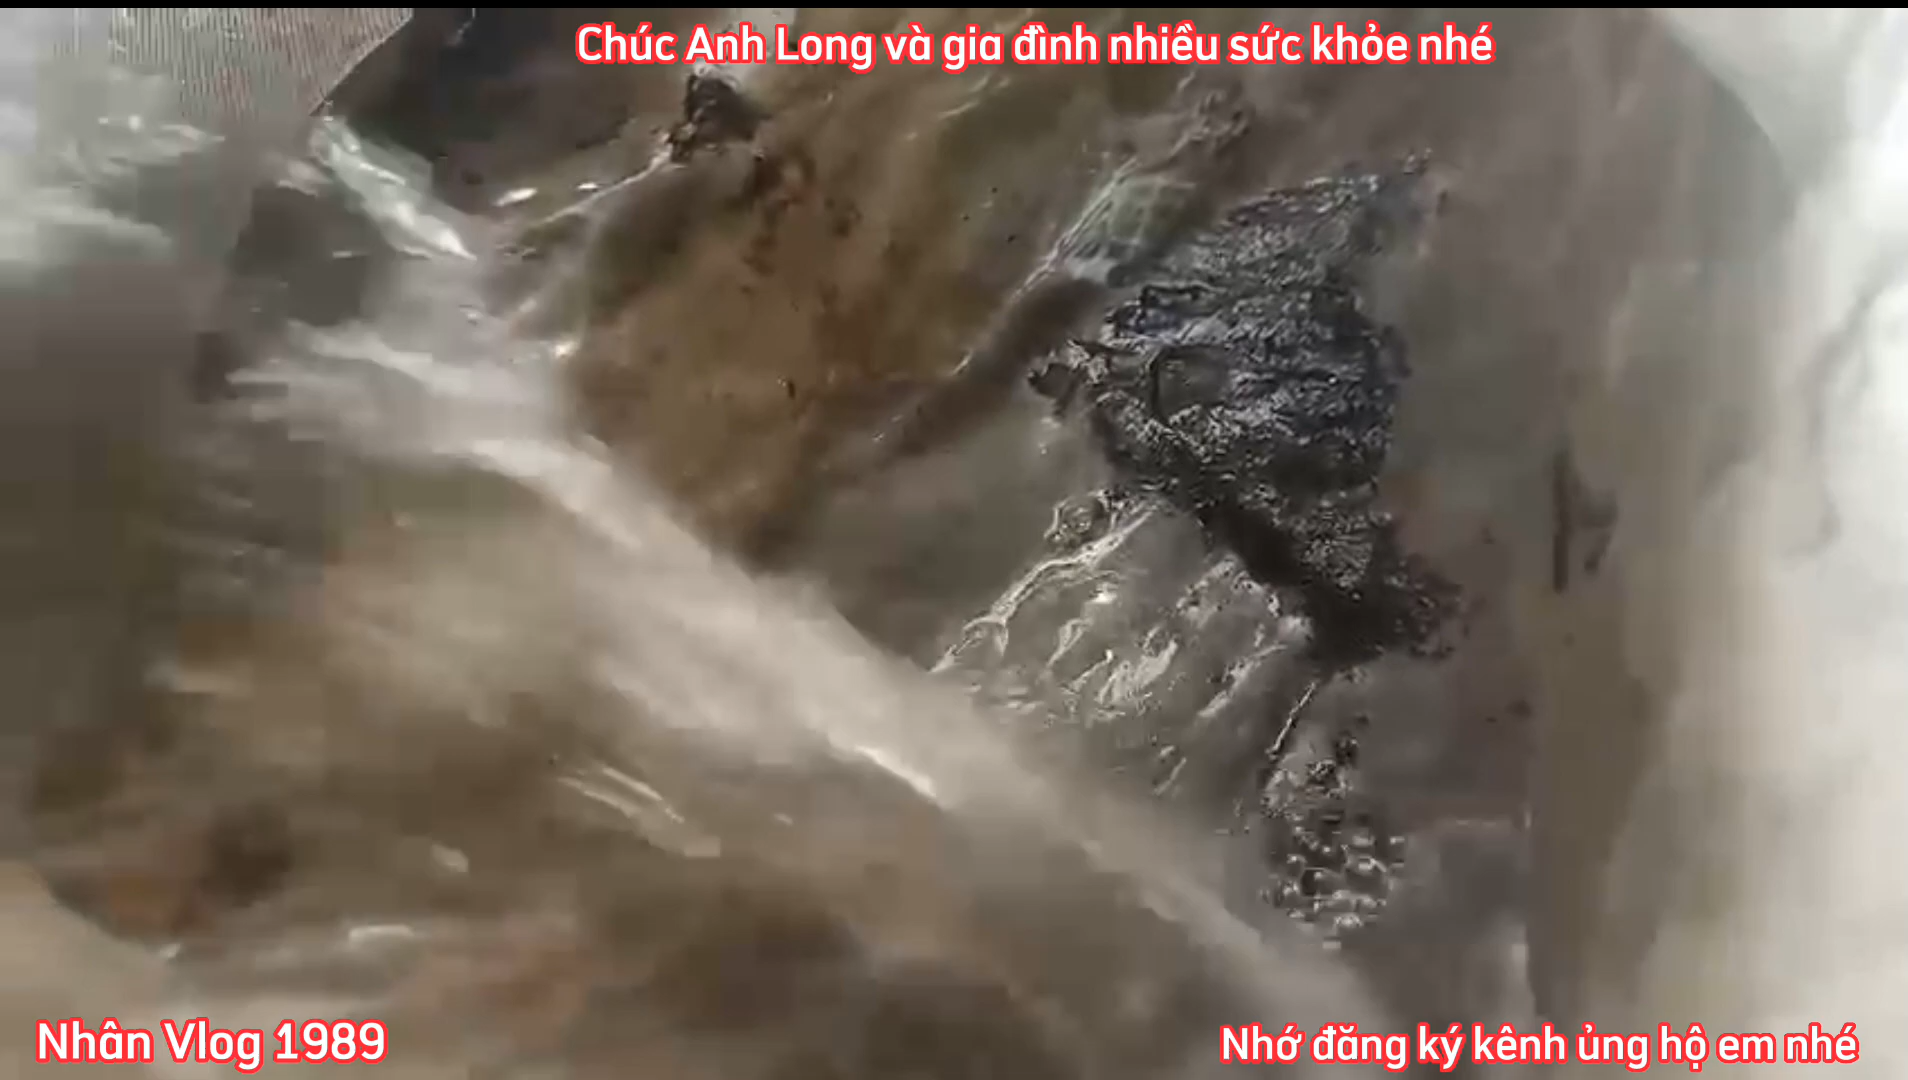 Chúc Anh Long và gia đình nhiều sức khỏe nhé
Nhân Vlog 1989
Nhớ đăng ký kênh ủng hộ em nhé